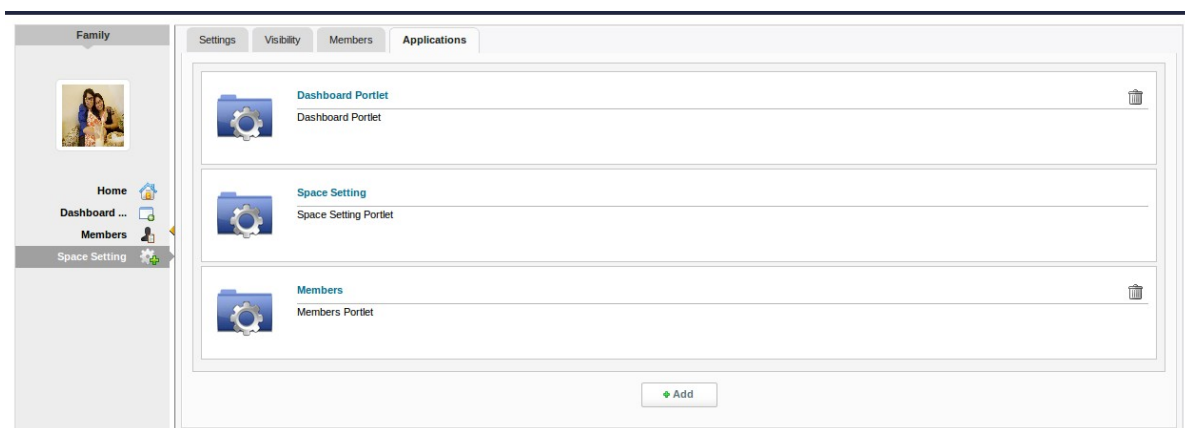 Family
Home
Dashboard ...
Members
Space Setting
Settings Visibility Members Applications
Dashboard Portlet
Dashboard Portlet
Space Setting
Space Setting Portlet
Members
Members Portlet
Add